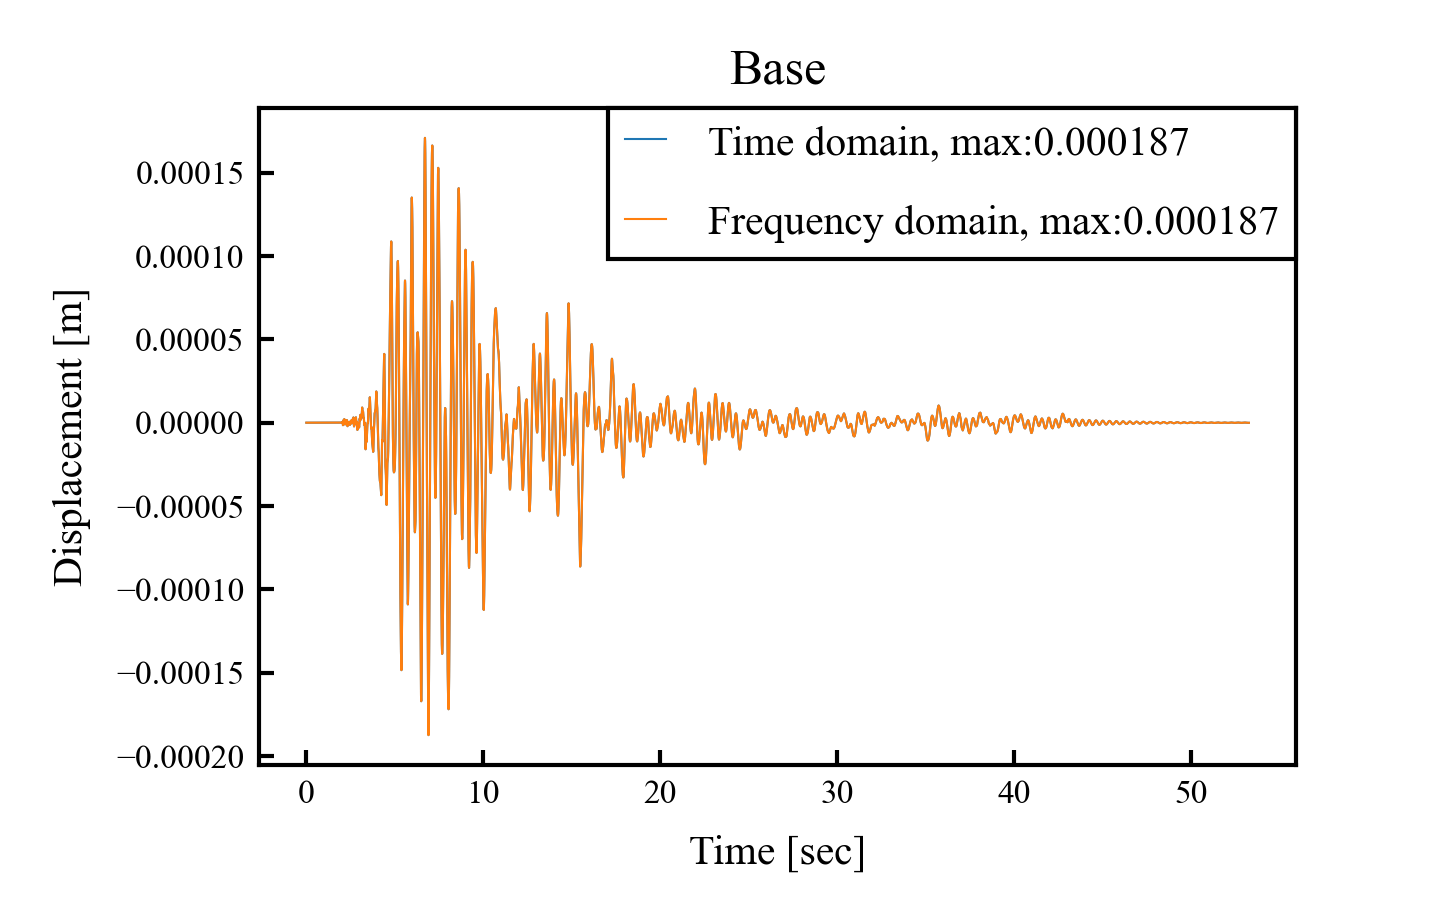 Base
Time domain, max:0.000187
Frequency domain, max:0.000187
0.00015
0.00010
0.00005
0.00000
−0.00005
−0.00010
−0.00015
−0.00020
Displacement [m]
0 10 20 30 40 50
Time [sec]